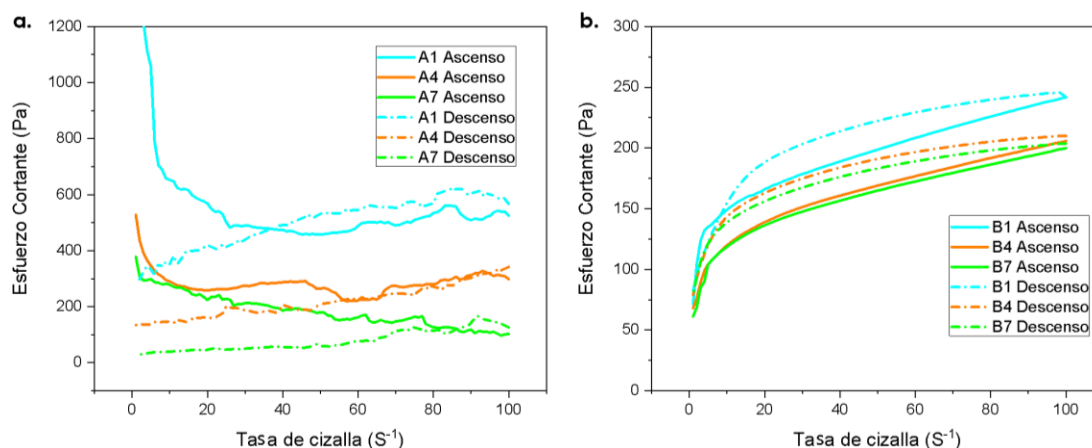 a.
Esfuerzo Cortante (Pa)
1200
1000
800
600
400
200
0
0 20 40 60 80 100
Tasa de cizalla (S⁻¹)
A1 Ascenso
A4 Ascenso
A7 Ascenso
A1 Descenso
A4 Descenso
A7 Descenso
b.
Esfuerzo Cortante (Pa)
300
250
200
150
100
50
0
0 20 40 60 80 100
Tasa de cizalla (S⁻¹)
B1 Ascenso
B4 Ascenso
B7 Ascenso
B1 Descenso
B4 Descenso
B7 Descenso